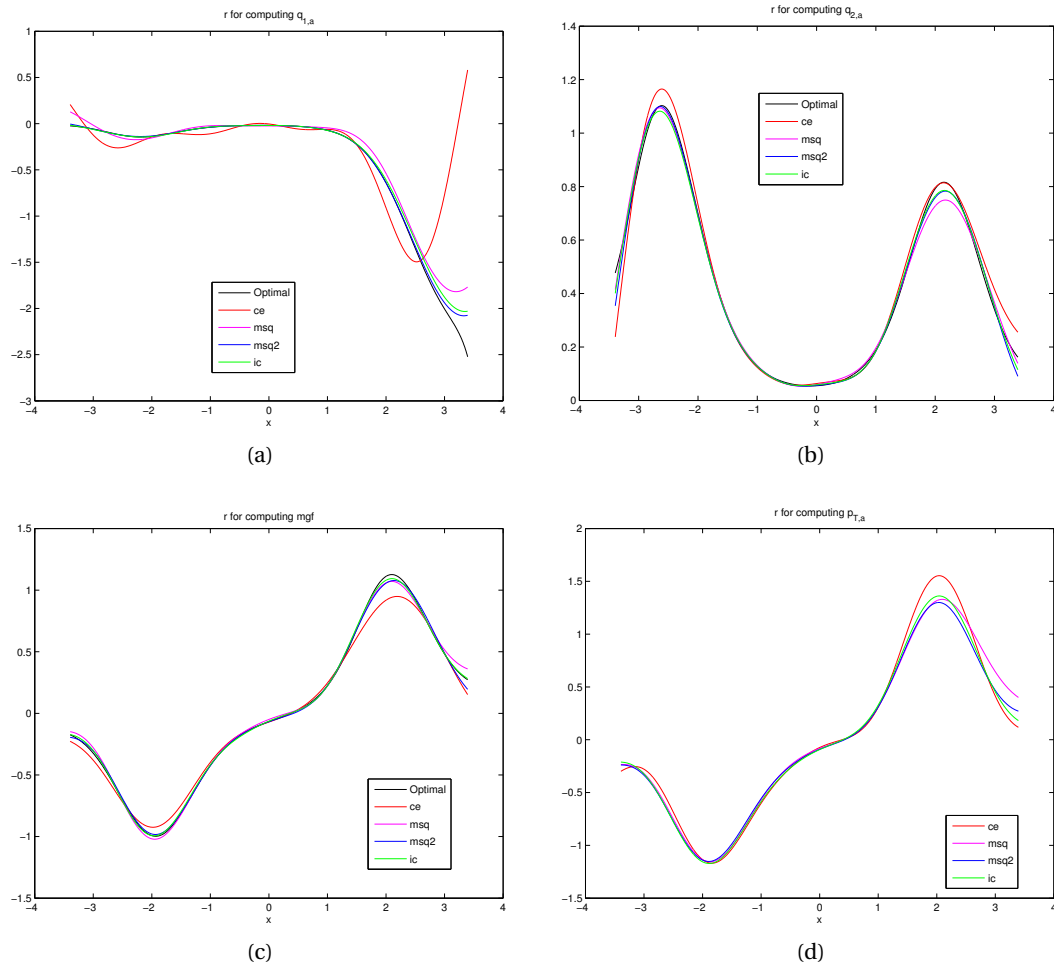 r for computing q1,a
1
0.5
0
−0.5
−1
−1.5
−2
−2.5
−3
Optimal
ce
msq
msq2
ic
−4 −3 −2 −1 0 1 2 3 4
x
(a)
r for computing q2,a
1.4
1.2
1
0.8
0.6
0.4
0.2
0
Optimal
ce
msq
msq2
ic
−4 −3 −2 −1 0 1 2 3 4
x
(b)
r for computing mgf
1.5
1
0.5
0
−0.5
−1
−1.5
Optimal
ce
msq
msq2
ic
−4 −3 −2 −1 0 1 2 3 4
x
(c)
r for computing pT,a
2
1.5
1
0.5
0
−0.5
−1
−1.5
ce
msq
msq2
ic
−4 −3 −2 −1 0 1 2 3 4
x
(d)